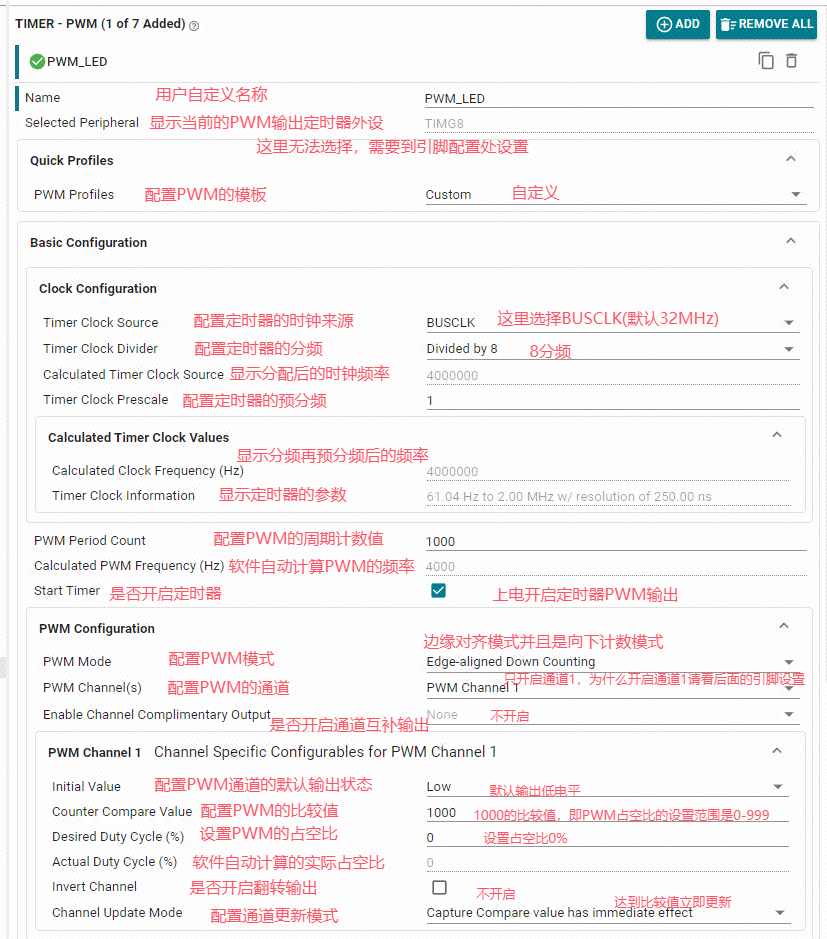 TIMER - PWM (1 of 7 Added)
ADD
REMOVE ALL
PWM_LED
Name 用户自定义名称 PWM_LED
Selected Peripheral 显示当前的PWM输出定时器外设 TIMG8
这里无法选择，需要到引脚配置处设置
Quick Profiles
PWM Profiles 配置PWM的模板 Custom 自定义
Basic Configuration
Clock Configuration
Timer Clock Source 配置定时器的时钟来源 BUSCLK 这里选择BUSCLK(默认32MHz)
Timer Clock Divider 配置定时器的分频 Divided by 8 8分频
Calculated Timer Clock Source 显示分配后的时钟频率 4000000
Timer Clock Prescale 配置定时器的预分频 1
Calculated Timer Clock Values
显示分频再预分频后的频率
Calculated Clock Frequency (Hz) 4000000
Timer Clock Information 显示定时器的参数 61.04 Hz to 2.00 MHz w/ resolution of 250.00 ns
PWM Period Count 配置PWM的周期计数值 1000
Calculated PWM Frequency (Hz) 软件自动计算PWM的频率 4000
Start Timer 是否开启定时器 上电开启定时器PWM输出
PWM Configuration
边缘对齐模式并且是向下计数模式
PWM Mode 配置PWM模式 Edge-aligned Down Counting
只开启通道1，为什么开启通道1请看后面的引脚设置
PWM Channel(s) 配置PWM的通道 PWM Channel 1
Enable Channel Complimentary Output 是否开启通道互补输出 None 不开启
PWM Channel 1 Channel Specific Configurables for PWM Channel 1
Initial Value 配置PWM通道的默认输出状态 Low 默认输出低电平
Counter Compare Value 配置PWM的比较值 1000 1000的比较值，即PWM占空比的设置范围是0-999
Desired Duty Cycle (%) 设置PWM的占空比 0 设置占空比0%
Actual Duty Cycle (%) 软件自动计算的实际占空比 0
Invert Channel 是否开启翻转输出 不开启
达到比较值立即更新
Channel Update Mode 配置通道更新模式 Capture Compare value has immediate effect